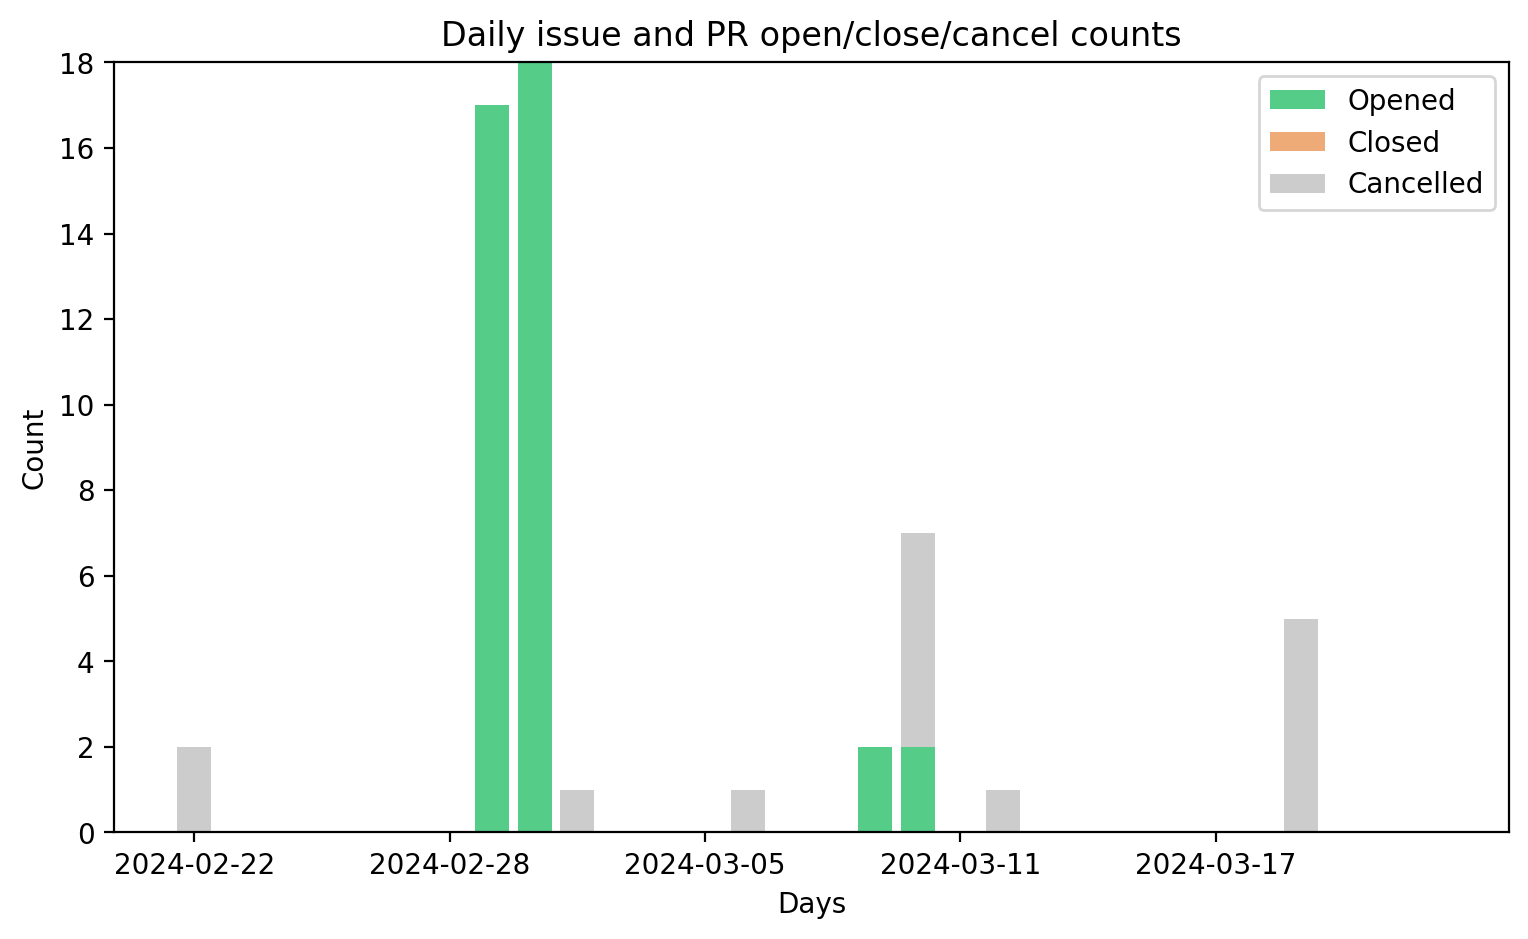 Daily issue and PR open/close/cancel counts
18
16
14
12
10
8
6
4
2
0
Count
Opened
Closed
Cancelled
2024-02-22
2024-02-28
2024-03-05
2024-03-11
2024-03-17
Days